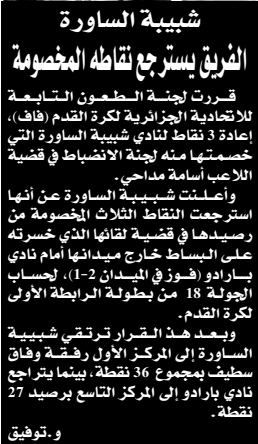 شبيبة الساورة
الفريق يسترجع نقاطه المخصومة
قررت لجنة الطعون التابعة
للاتحادية الجزائرية لكرة القدم (فاف)،
إعادة 3 نقاط لنادي شبيبة الساورة التي
خصمتها منه لجنة الانضباط في قضية
اللاعب أسامة مداحي.
وأعلنت شبيبة الساورة عن أنها
استرجعت النقاط الثلاث المخصومة من
رصيدها في قضية لقائها الذي خسرته
على البساط خارج ميدانها أمام نادي
بارادو (فوز في الميدان 2-1)، لحساب
الجولة 18 من بطولة الرابطة الأولى
لكرة القدم.
وبعد هذا القرار ترتقي شبيبة
الساورة إلى المركز الأول رفقة وفاق
سطيف بمجموع 36 نقطة، بينما يتراجع
نادي بارادو إلى المركز التاسع برصيد 27
نقطة.
و.توفيق